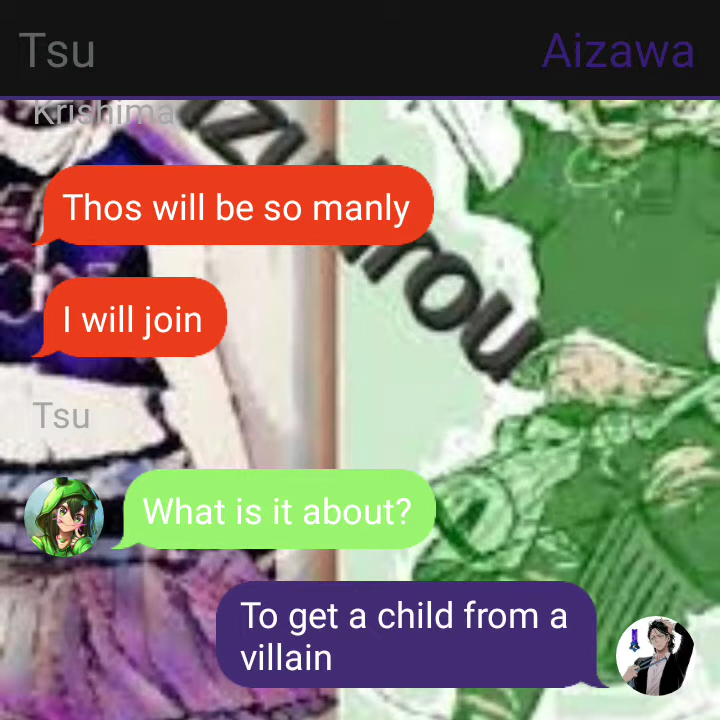 Tsu
Aizawa
Krishima
Thos will be so manly
I will join
Tsu
What is it about?
To get a child from a
villain